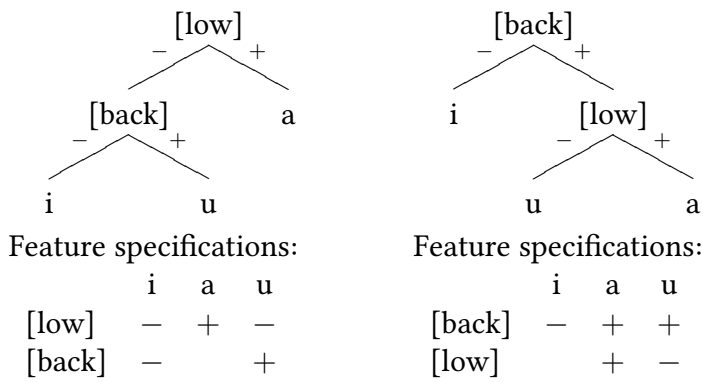 [low] [back]
− + − +
[back] a i [low]
− + − +
i u u a
Feature specifications: Feature specifications:
i a u i a u
[low] − + − [back] − + +
[back] − + [low] + −